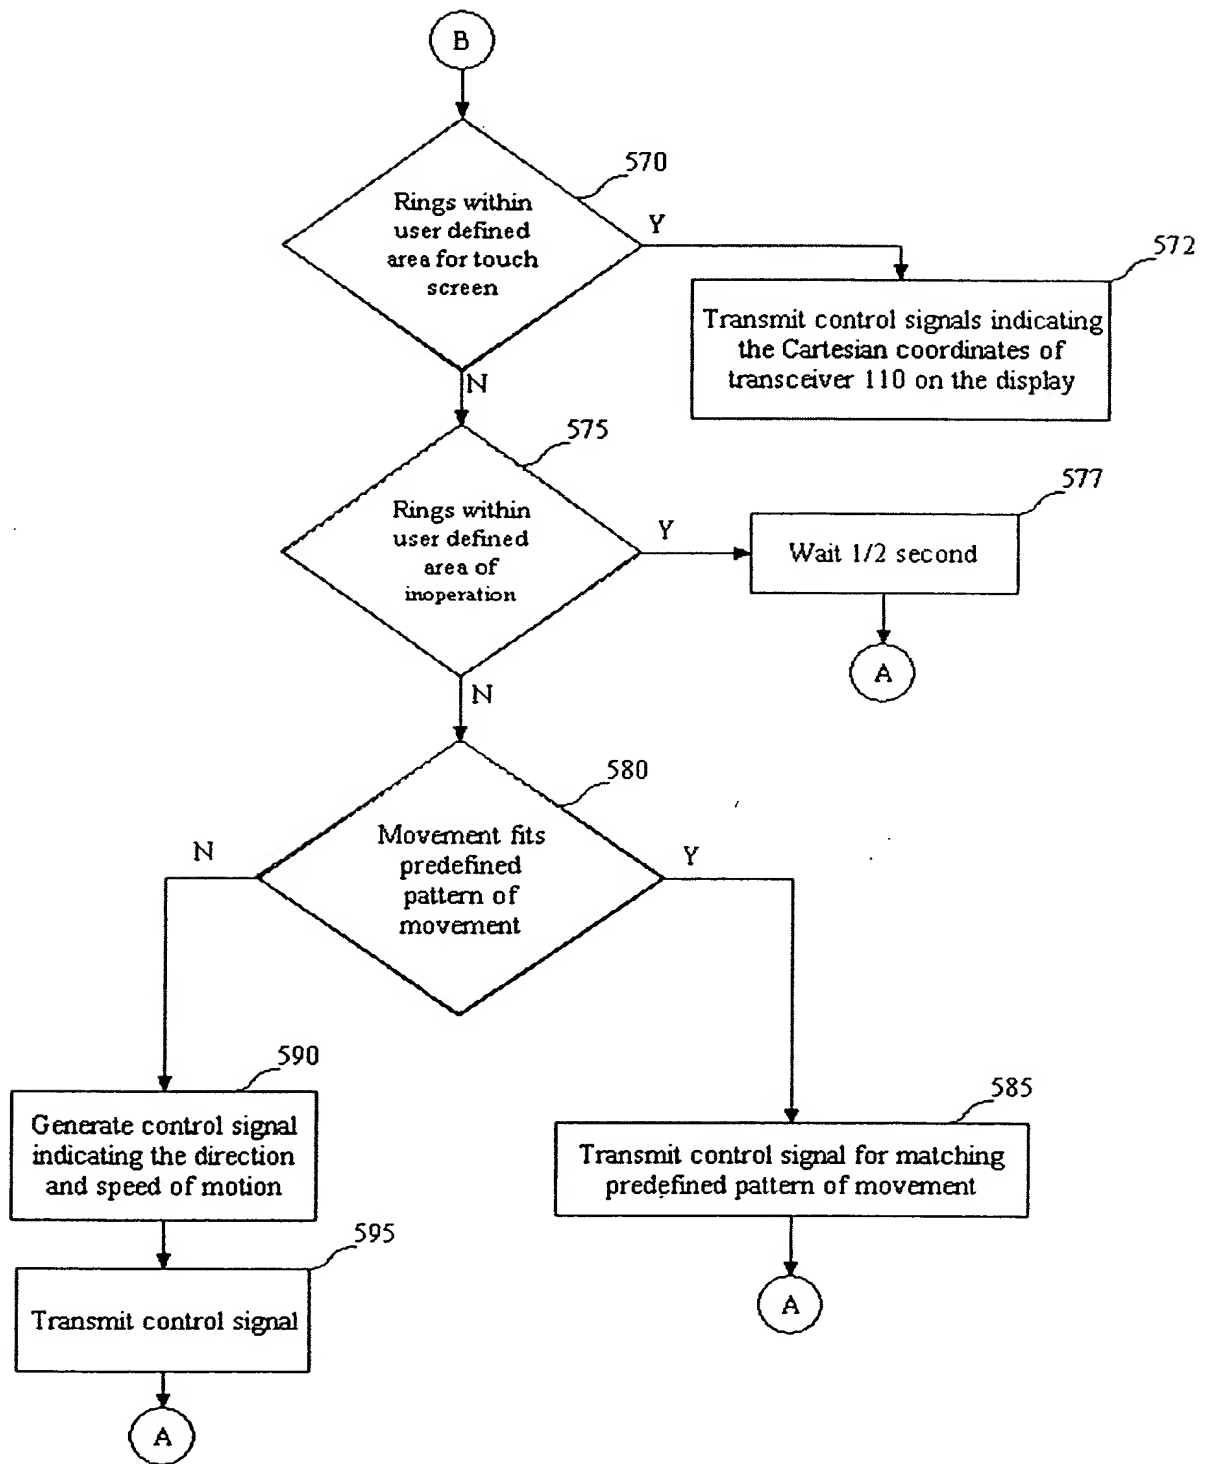 B
570
Rings within
user defined
area for touch
screen
Y
572
Transmit control signals indicating
the Cartesian coordinates of
transceiver 110 on the display
N
575
Rings within
user defined
area of
inoperation
Y
577
Wait 1/2 second
A
N
580
Movement fits
predefined
pattern of
movement
N
Y
590
Generate control signal
indicating the direction
and speed of motion
585
Transmit control signal for matching
predefined pattern of movement
595
Transmit control signal
A
A